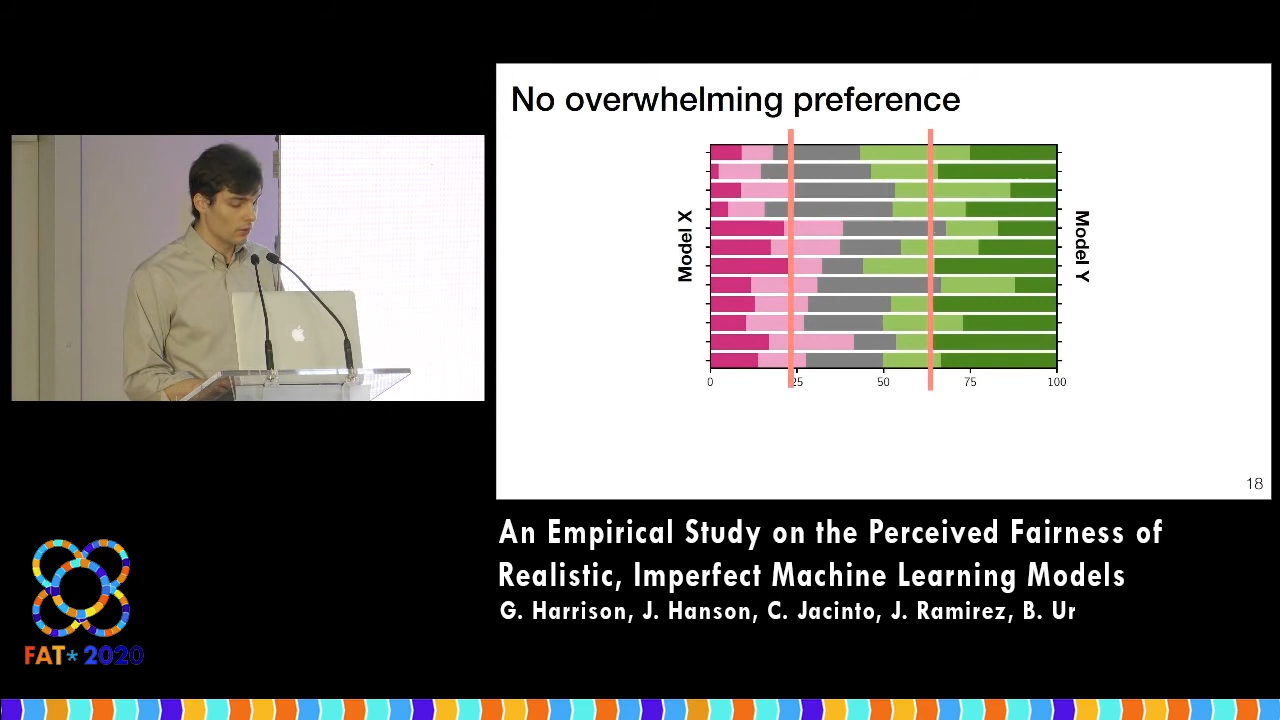 No overwhelming preference
Model X
Model Y
0 25 50 75 100
18
An Empirical Study on the Perceived Fairness of
Realistic, Imperfect Machine Learning Models
G. Harrison, J. Hanson, C. Jacinto, J. Ramirez, B. Ur
FAT* 2020